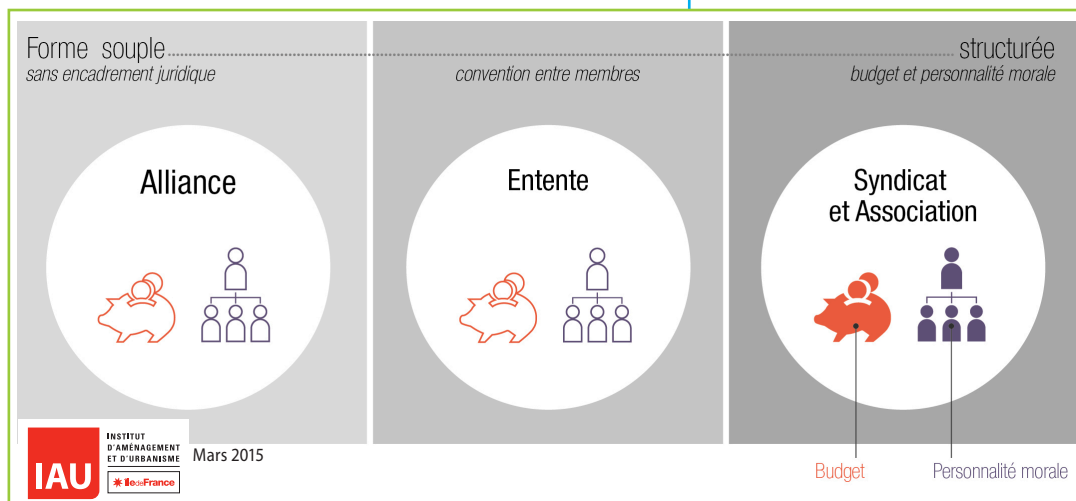 Forme souple
structurée
sans encadrement juridique
convention entre membres
budget et personnalité morale
Alliance
Entente
Syndicat
et Association
IAU
INSTITUT
D'AMÉNAGEMENT
ET D'URBANISME
îledeFrance
Mars 2015
Budget
Personnalité morale